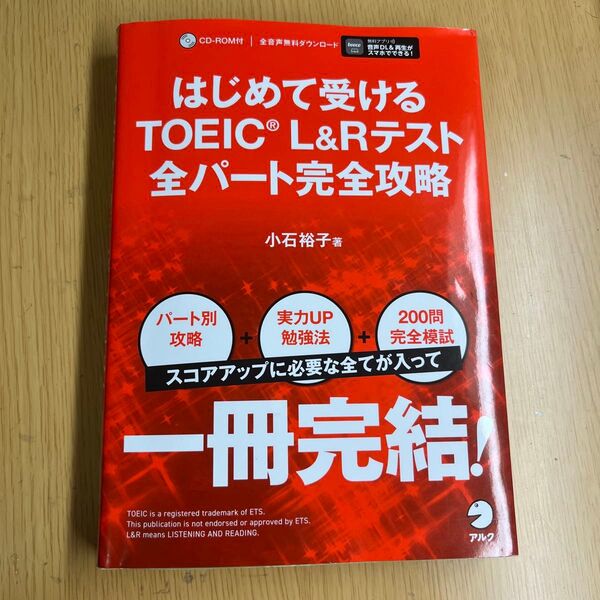 CD-ROM付 | 全音声無料ダウンロード
無料アプリ
音声DL&再生が
スマホでできる!
はじめて受ける
TOEIC® L&Rテスト
全パート完全攻略
小石裕子著
パート別
攻略
+
実力UP
勉強法
+
200問
完全模試
スコアアップに必要な全てが入って
一冊完結!
TOEIC is a registered trademark of ETS.
This publication is not endorsed or approved by ETS.
L&R means LISTENING AND READING.
アルク